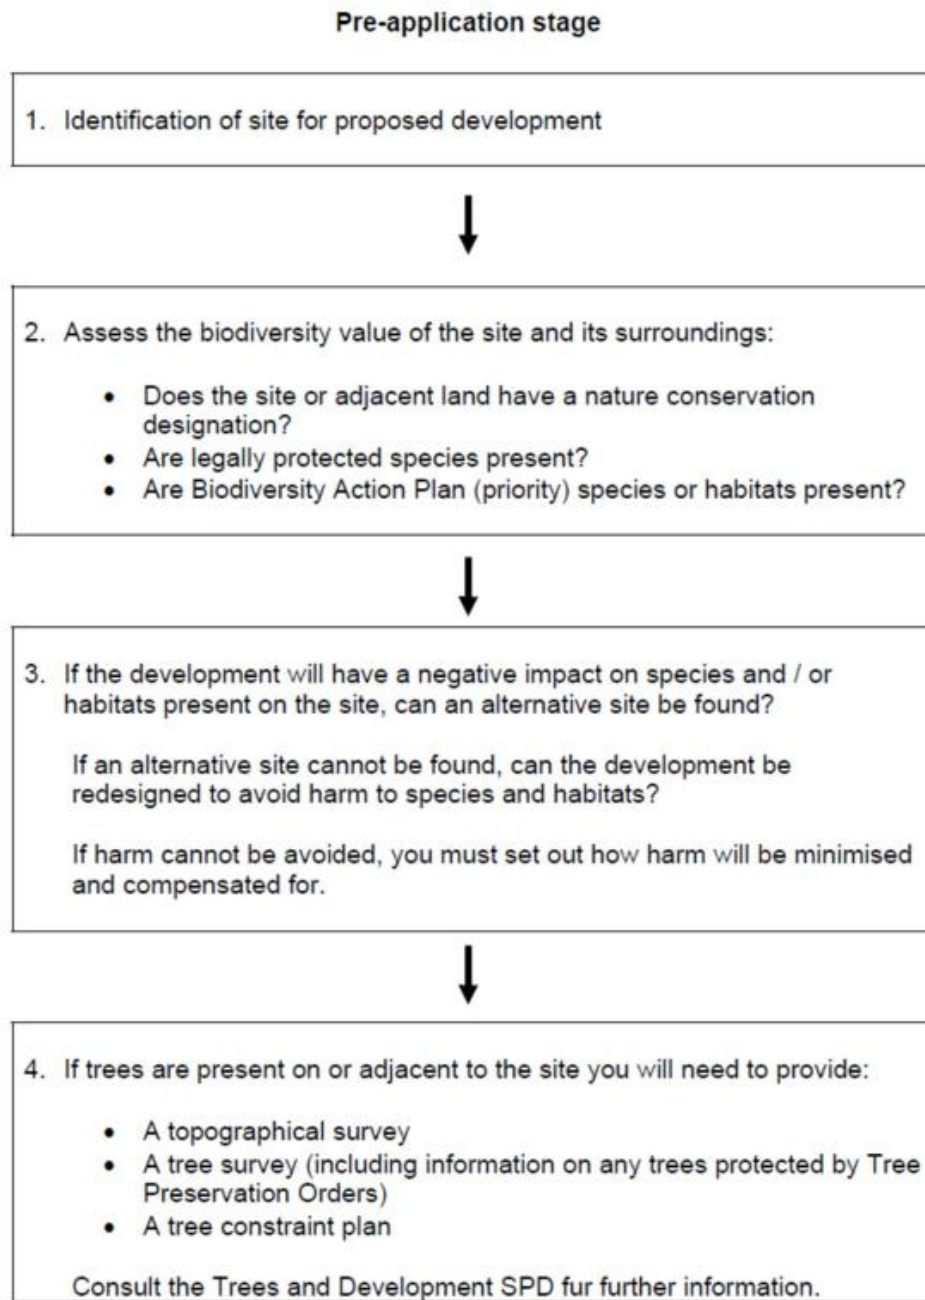 Pre-application stage
1. Identification of site for proposed development
2. Assess the biodiversity value of the site and its surroundings:
• Does the site or adjacent land have a nature conservation
designation?
• Are legally protected species present?
• Are Biodiversity Action Plan (priority) species or habitats present?
3. If the development will have a negative impact on species and / or
habitats present on the site, can an alternative site be found?
If an alternative site cannot be found, can the development be
redesigned to avoid harm to species and habitats?
If harm cannot be avoided, you must set out how harm will be minimised
and compensated for.
4. If trees are present on or adjacent to the site you will need to provide:
• A topographical survey
• A tree survey (including information on any trees protected by Tree
Preservation Orders)
• A tree constraint plan
Consult the Trees and Development SPD fur further information.